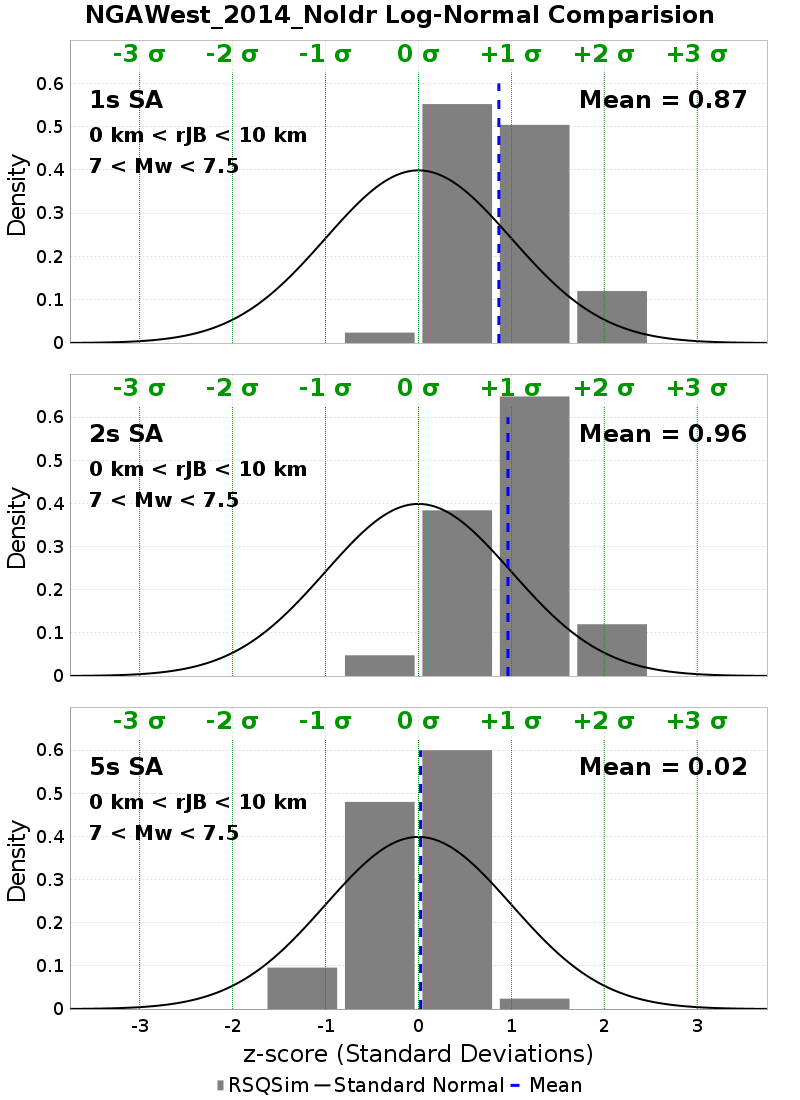 NGAWest_2014_NoIdr Log-Normal Comparision
-3 σ -2 σ -1 σ 0 σ +1 σ +2 σ +3 σ
1s SA
Mean = 0.87
0 km < rJB < 10 km
7 < Mw < 7.5
Density
0.6
0.5
0.4
0.3
0.2
0.1
0
-3 σ -2 σ -1 σ 0 σ +1 σ +2 σ +3 σ
2s SA
Mean = 0.96
0 km < rJB < 10 km
7 < Mw < 7.5
Density
0.6
0.5
0.4
0.3
0.2
0.1
0
-3 σ -2 σ -1 σ 0 σ +1 σ +2 σ +3 σ
5s SA
Mean = 0.02
0 km < rJB < 10 km
7 < Mw < 7.5
Density
0.6
0.5
0.4
0.3
0.2
0.1
0
-3 -2 -1 0 1 2 3
z-score (Standard Deviations)
RSQSim Standard Normal Mean